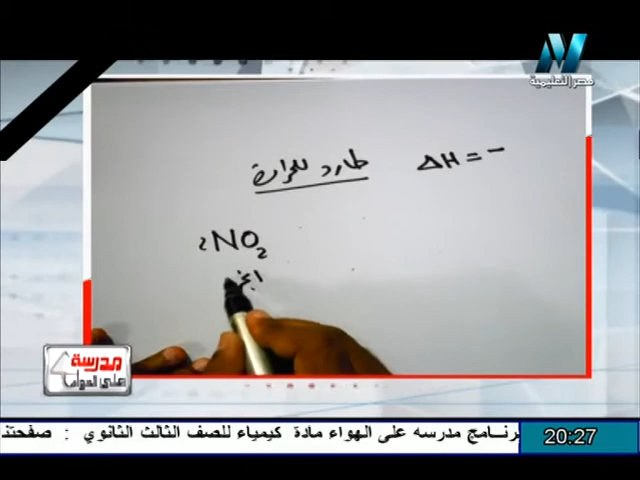 مصر التعليمية
طارد للحرارة ΔH = −
2NO₂
مدرسة
على الهواء
برنامج مدرسه على الهواء مادة كيمياء للصف الثالث الثانوي : صفحتنا
20:27